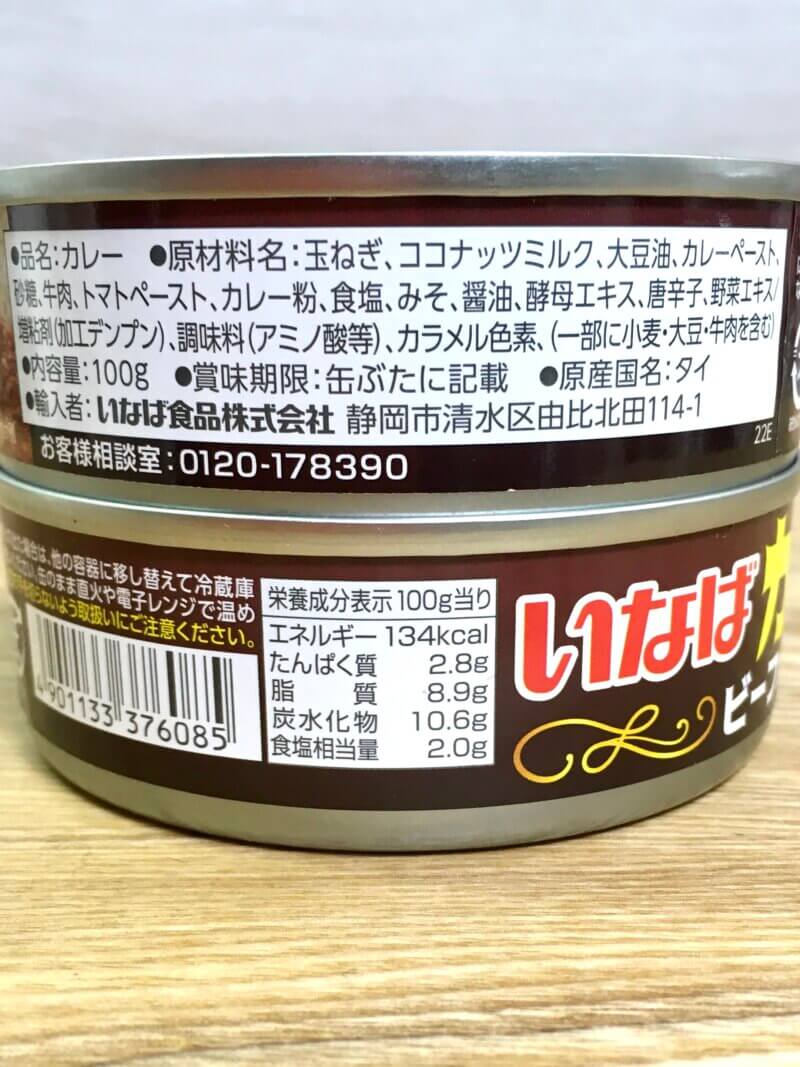 ●品名:カレー ●原材料名:玉ねぎ、ココナッツミルク、大豆油、カレーペースト、
砂糖、牛肉、トマトペースト、カレー粉、食塩、みそ、醤油、酵母エキス、唐辛子、野菜エキス/
増粘剤(加工デンプン)、調味料(アミノ酸等)、カラメル色素、(一部に小麦・大豆・牛肉を含む)
●内容量:100g ●賞味期限:缶ぶたに記載 ●原産国名:タイ
●輸入者:いなば食品株式会社 静岡市清水区由比北田114-1
22E
お客様相談室:0120-178390
場合は、他の容器に移し替えて冷蔵庫
缶のまま直火や電子レンジで温め
らないよう取扱いにご注意ください。
4 901133 376085
栄養成分表示100g当り
エネルギー 134kcal
たんぱく質 2.8g
脂質 8.9g
炭水化物 10.6g
食塩相当量 2.0g
いなば
ビーフ